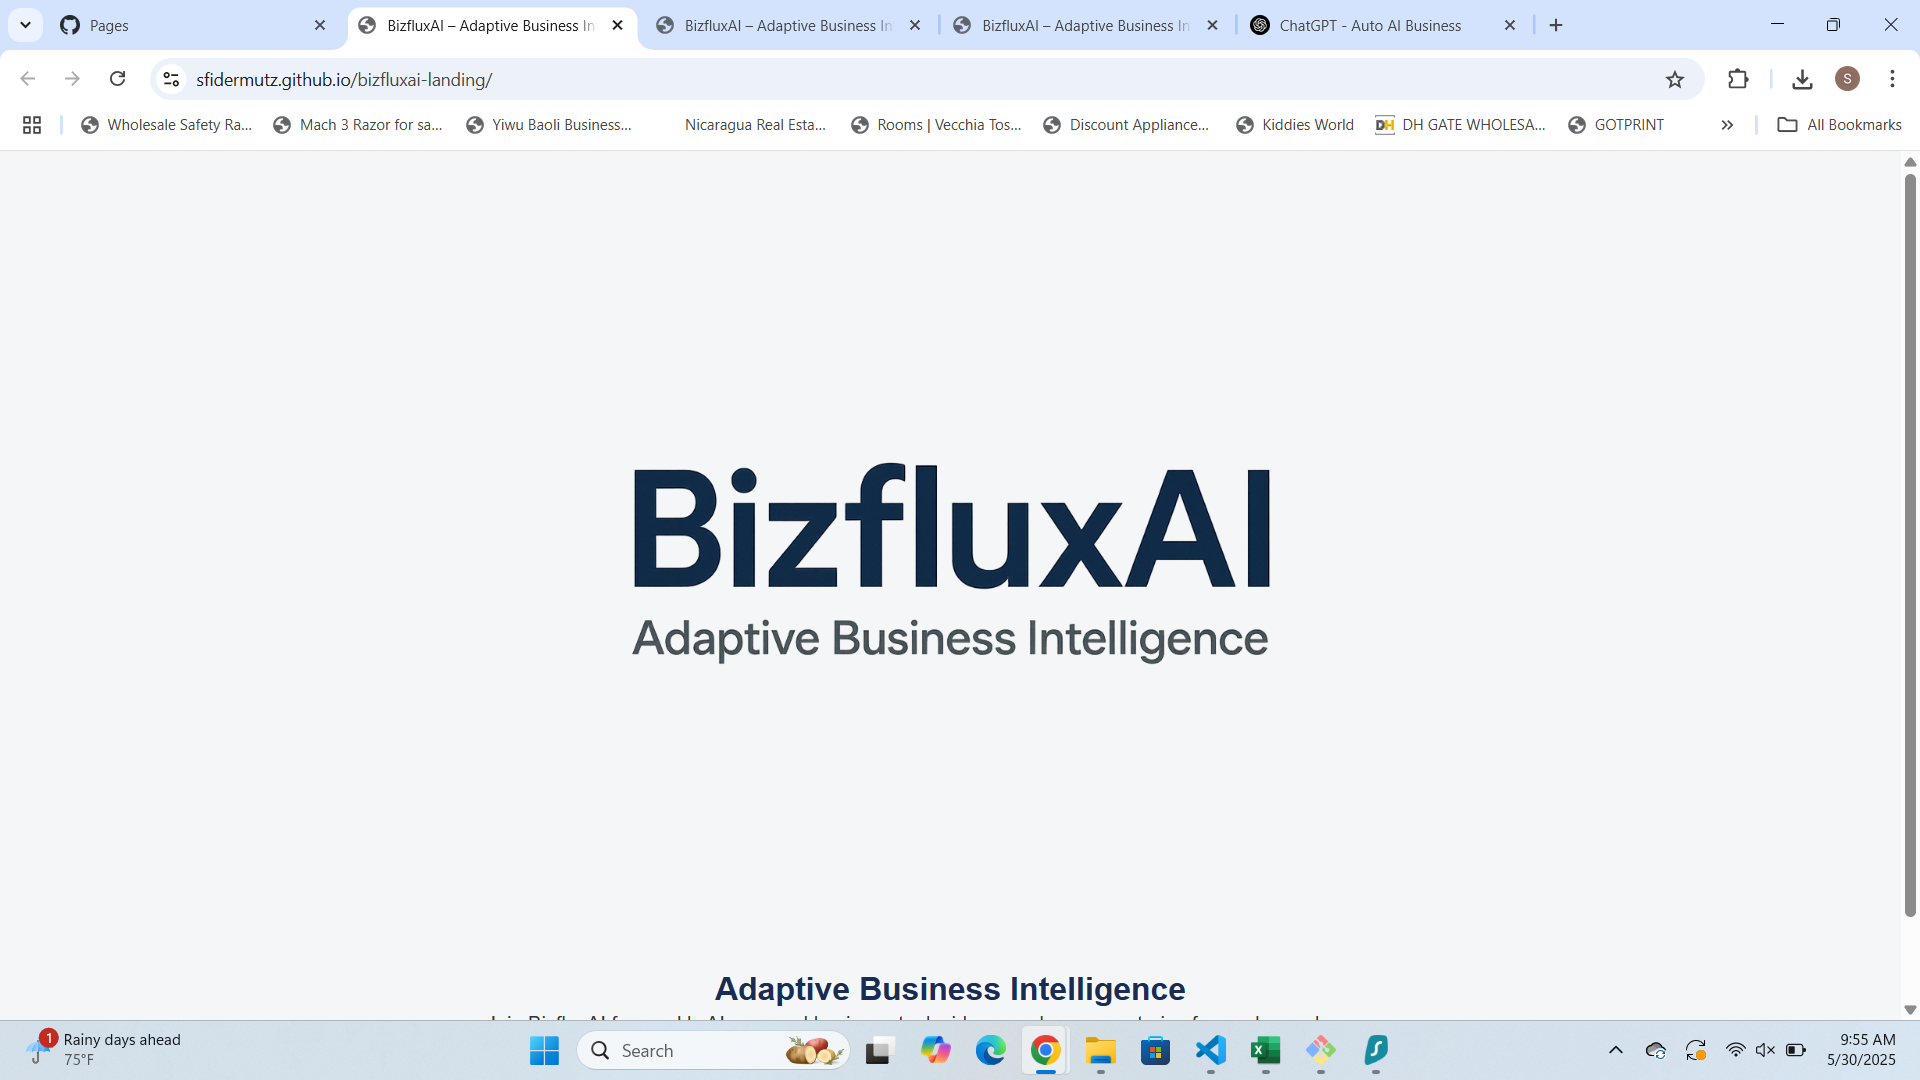 Pages
BizfluxAI – Adaptive Business In
BizfluxAI – Adaptive Business In
BizfluxAI – Adaptive Business In
ChatGPT - Auto AI Business
sfidermutz.github.io/bizfluxai-landing/
S
Wholesale Safety Ra...
Mach 3 Razor for sa...
Yiwu Baoli Business...
Nicaragua Real Esta...
Rooms | Vecchia Tos...
Discount Appliance...
Kiddies World
DH
DH GATE WHOLESA...
GOTPRINT
All Bookmarks
BizfluxAI
Adaptive Business Intelligence
Adaptive Business Intelligence
1
Rainy days ahead
75°F
Search
9:55 AM
5/30/2025